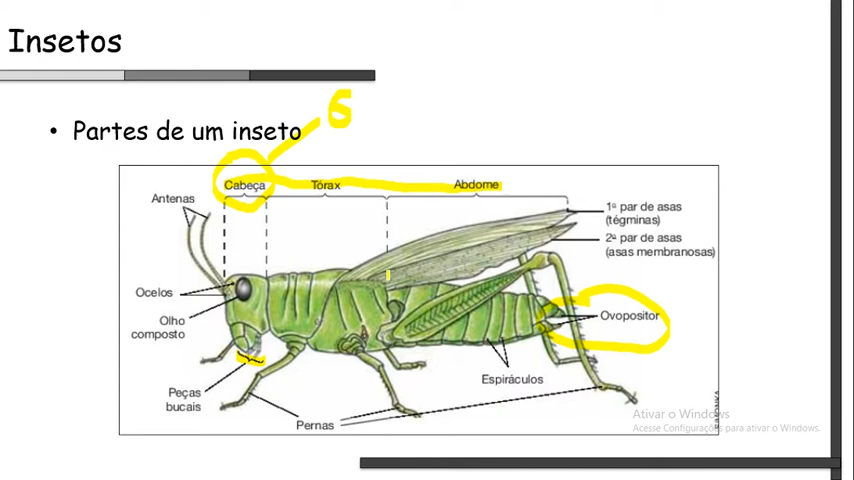 Insetos
• Partes de um inseto
6
Cabeça
Tórax
Abdome
Antenas
1º par de asas
(tégminas)
2º par de asas
(asas membranosas)
Ocelos
Olho
composto
Ovopositor
Espiráculos
Peças
bucais
Pernas
Ativar o Windows
Acesse Configurações para ativar o Windows.